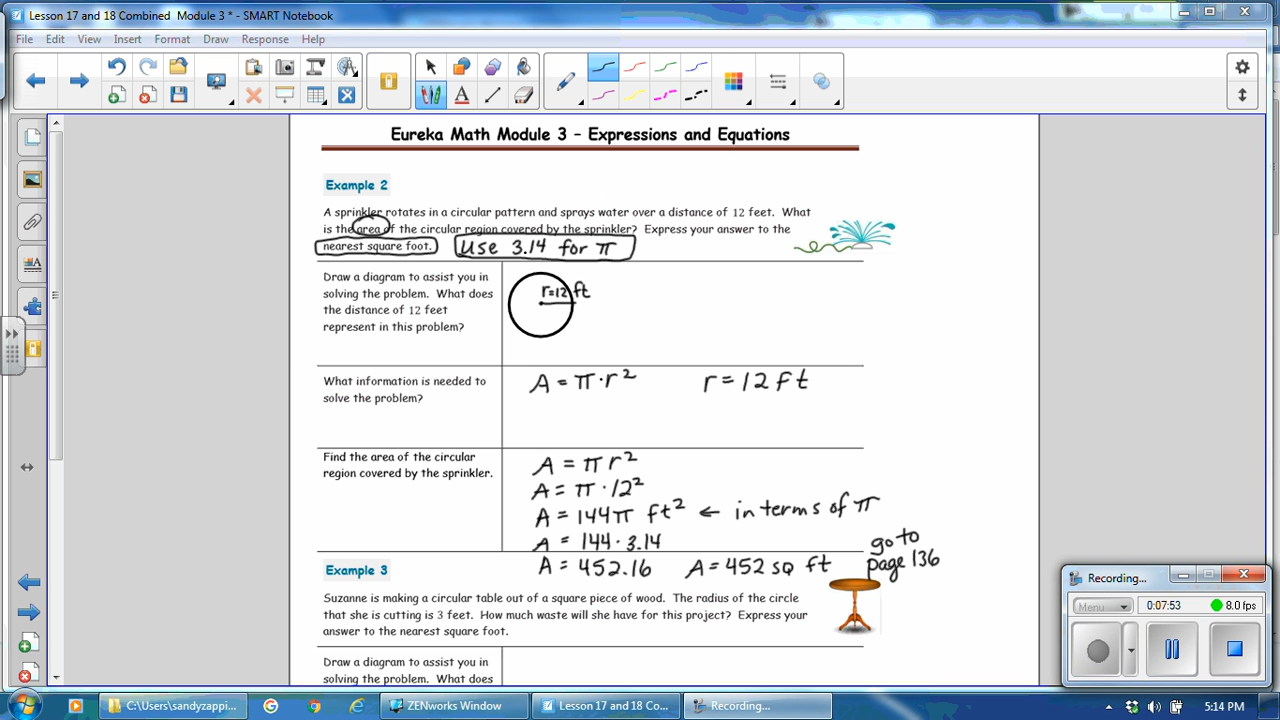 Lesson 17 and 18 Combined Module 3 * - SMART Notebook
File Edit View Insert Format Draw Response Help
Eureka Math Module 3 – Expressions and Equations
Example 2
A sprinkler rotates in a circular pattern and sprays water over a distance of 12 feet. What
is the area of the circular region covered by the sprinkler? Express your answer to the
nearest square foot. Use 3.14 for π
Draw a diagram to assist you in
solving the problem. What does
the distance of 12 feet
represent in this problem?
r=12 ft
What information is needed to
solve the problem?
A = π·r² r = 12 ft
Find the area of the circular
region covered by the sprinkler.
A = π r²
A = π · 12²
A = 144π ft² ← in terms of π
A = 144 · 3.14
A = 452.16 A = 452 sq ft
go to
page 136
Example 3
Suzanne is making a circular table out of a square piece of wood. The radius of the circle
that she is cutting is 3 feet. How much waste will she have for this project? Express your
answer to the nearest square foot.
Draw a diagram to assist you in
solving the problem. What does
Recording...
Menu 0:07:53 8.0 fps
C:\Users\sandyzappi... ZENworks Window Lesson 17 and 18 Co... Recording... 5:14 PM